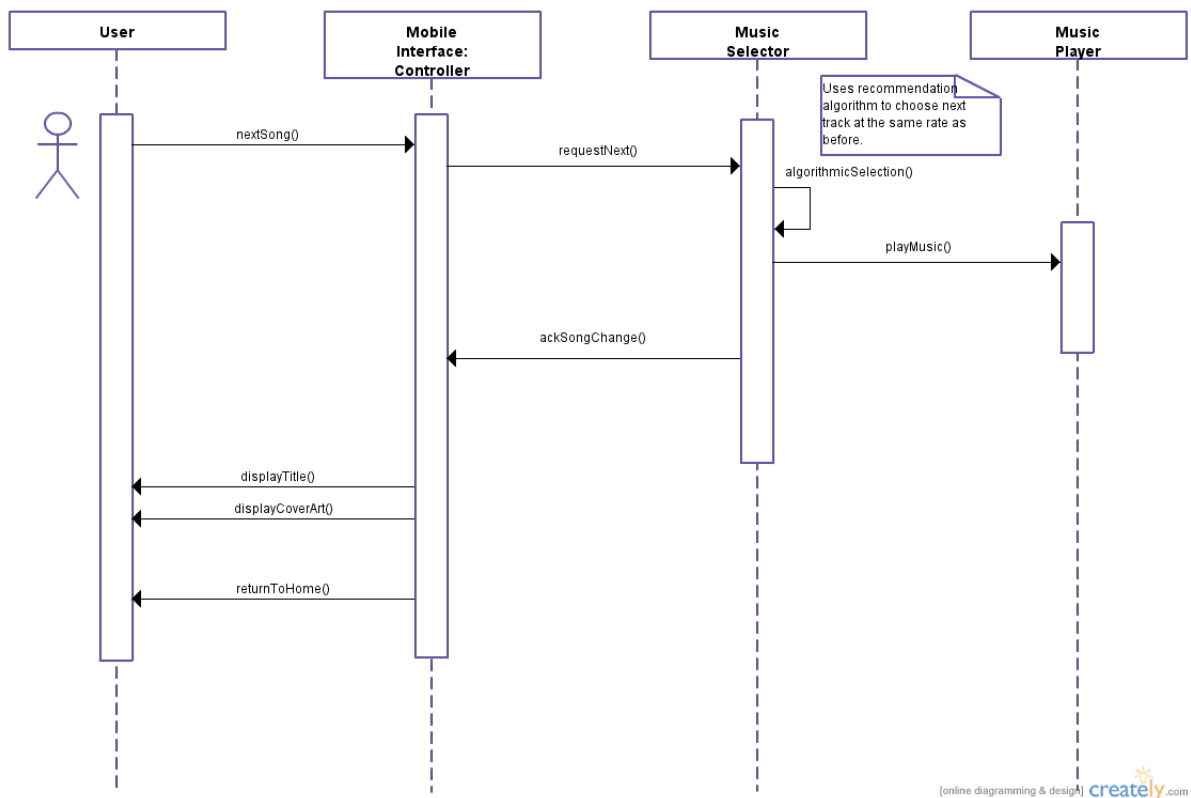 User
Mobile
Interface:
Controller
Music
Selector
Music
Player
Uses recommendation
algorithm to choose next
track at the same rate as
before.
nextSong()
requestNext()
algorithmicSelection()
playMusic()
ackSongChange()
displayTitle()
displayCoverArt()
returnToHome()
[online diagramming & design] creately.com